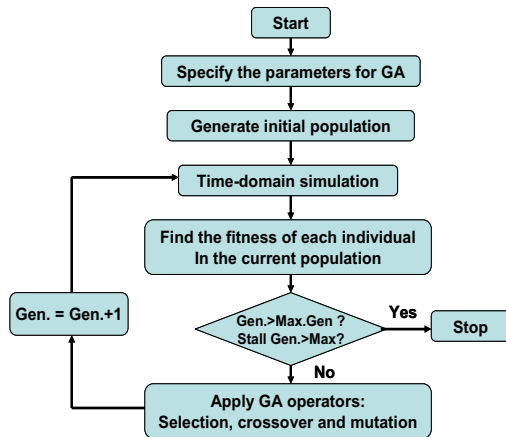 Start
Specify the parameters for GA
Generate initial population
Time-domain simulation
Find the fitness of each individual
In the current population
Gen.>Max.Gen ?
Stall Gen.>Max?
Yes
Stop
No
Gen. = Gen.+1
Apply GA operators:
Selection, crossover and mutation